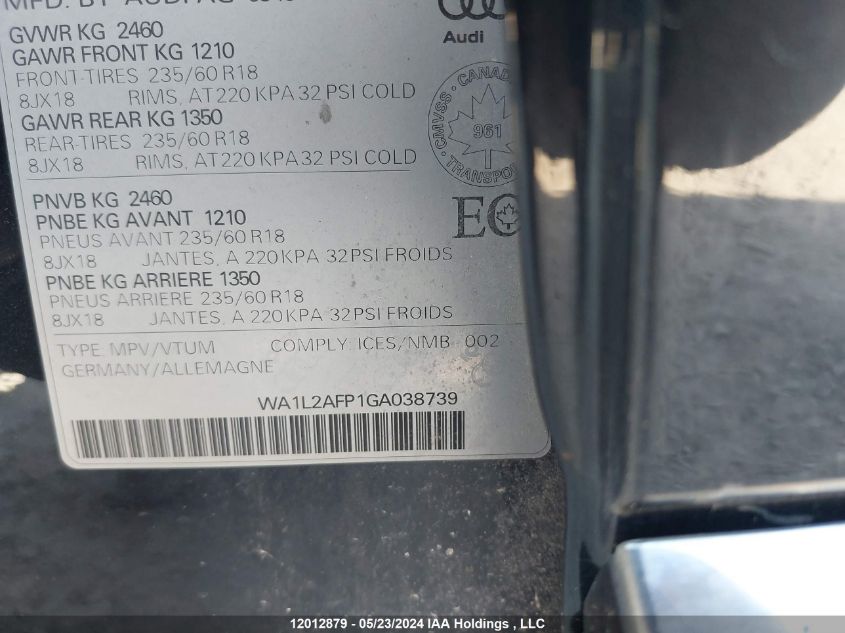 MFD. BY AUDI AG
GVWR KG 2460
GAWR FRONT KG 1210
FRONT-TIRES 235/60 R18
8JX18 RIMS, AT 220 KPA 32 PSI COLD
GAWR REAR KG 1350
REAR-TIRES 235/60 R18
8JX18 RIMS, AT 220 KPA 32 PSI COLD
Audi
CMVSS CANAD
961
TRANSPO
PNVB KG 2460
PNBE KG AVANT 1210
PNEUS AVANT 235/60 R18
8JX18 JANTES, A 220 KPA 32 PSI FROIDS
PNBE KG ARRIERE 1350
PNEUS ARRIERE 235/60 R18
8JX18 JANTES, A 220 KPA 32 PSI FROIDS
EC
TYPE: MPV/VTUM COMPLY: ICES/NMB - 002
GERMANY/ALLEMAGNE
WA1L2AFP1GA038739
12012879 - 05/23/2024 IAA Holdings , LLC